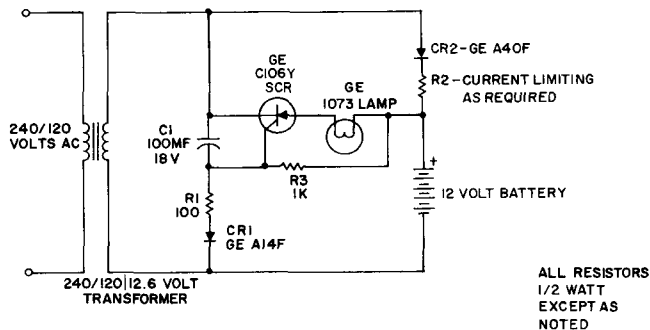 CR2-GE A40F
R2-CURRENT LIMITING
AS REQUIRED
GE
C106Y
SCR
GE
1073 LAMP
240/120
VOLTS AC
C1
100MF
18V
R3
1K
+
12 VOLT BATTERY
R1
100
CR1
GE A14F
240/120|12.6 VOLT
TRANSFORMER
ALL RESISTORS
1/2 WATT
EXCEPT AS
NOTED